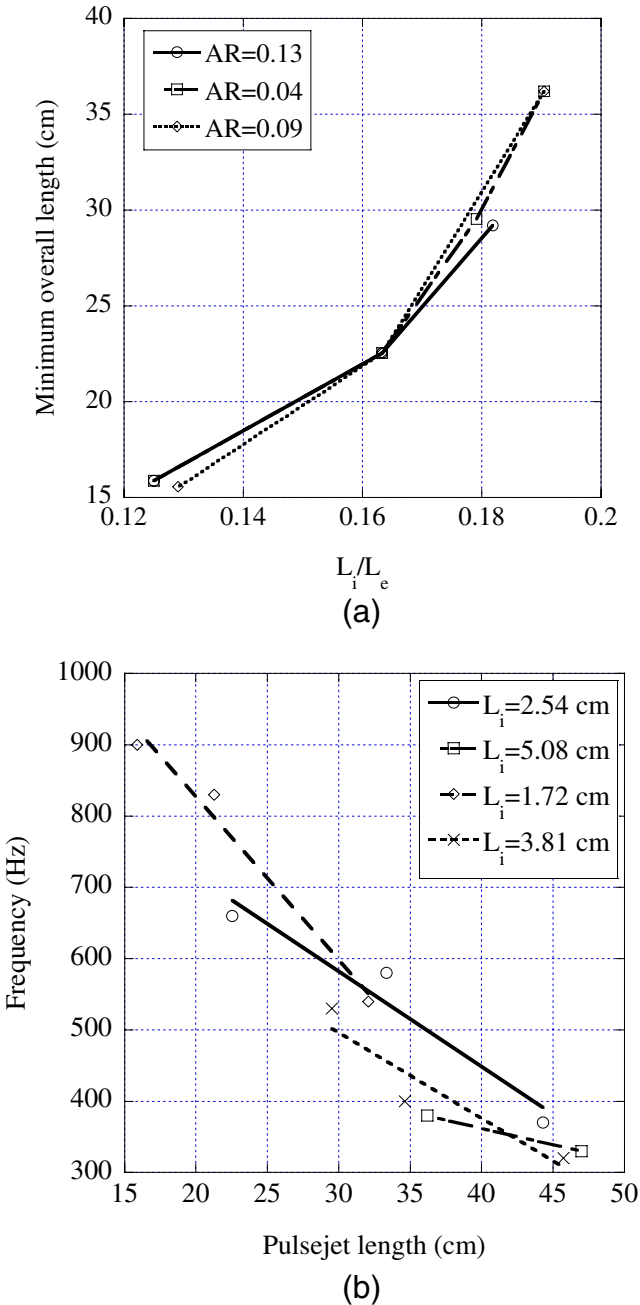 40
35
30
25
20
15
Minimum overall length (cm)
AR=0.13
AR=0.04
AR=0.09
0.12 0.14 0.16 0.18 0.2
L_i/L_e
(a)
1000
900
800
700
600
500
400
300
Frequency (Hz)
L_i=2.54 cm
L_i=5.08 cm
L_i=1.72 cm
L_i=3.81 cm
15 20 25 30 35 40 45 50
Pulsejet length (cm)
(b)